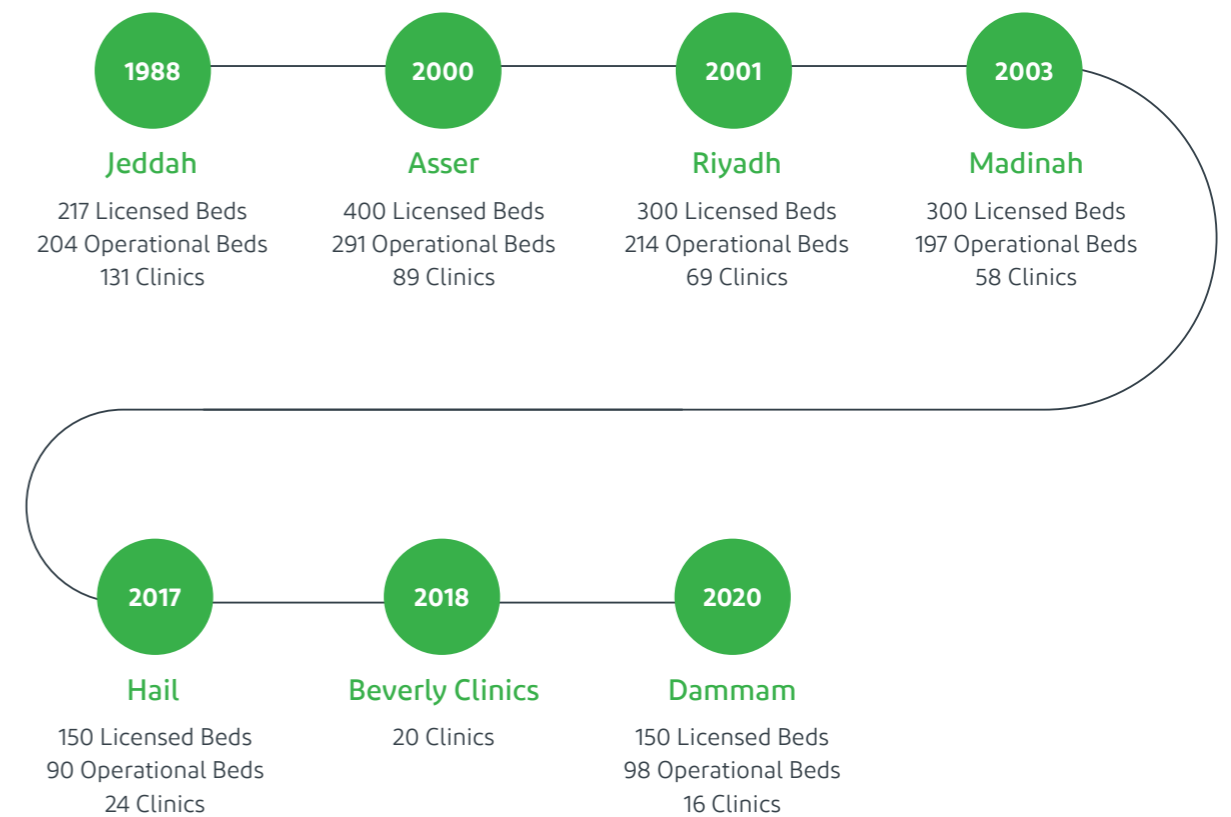 1988
Jeddah
217 Licensed Beds
204 Operational Beds
131 Clinics
2000
Asser
400 Licensed Beds
291 Operational Beds
89 Clinics
2001
Riyadh
300 Licensed Beds
214 Operational Beds
69 Clinics
2003
Madinah
300 Licensed Beds
197 Operational Beds
58 Clinics
2017
Hail
150 Licensed Beds
90 Operational Beds
24 Clinics
2018
Beverly Clinics
20 Clinics
2020
Dammam
150 Licensed Beds
98 Operational Beds
16 Clinics